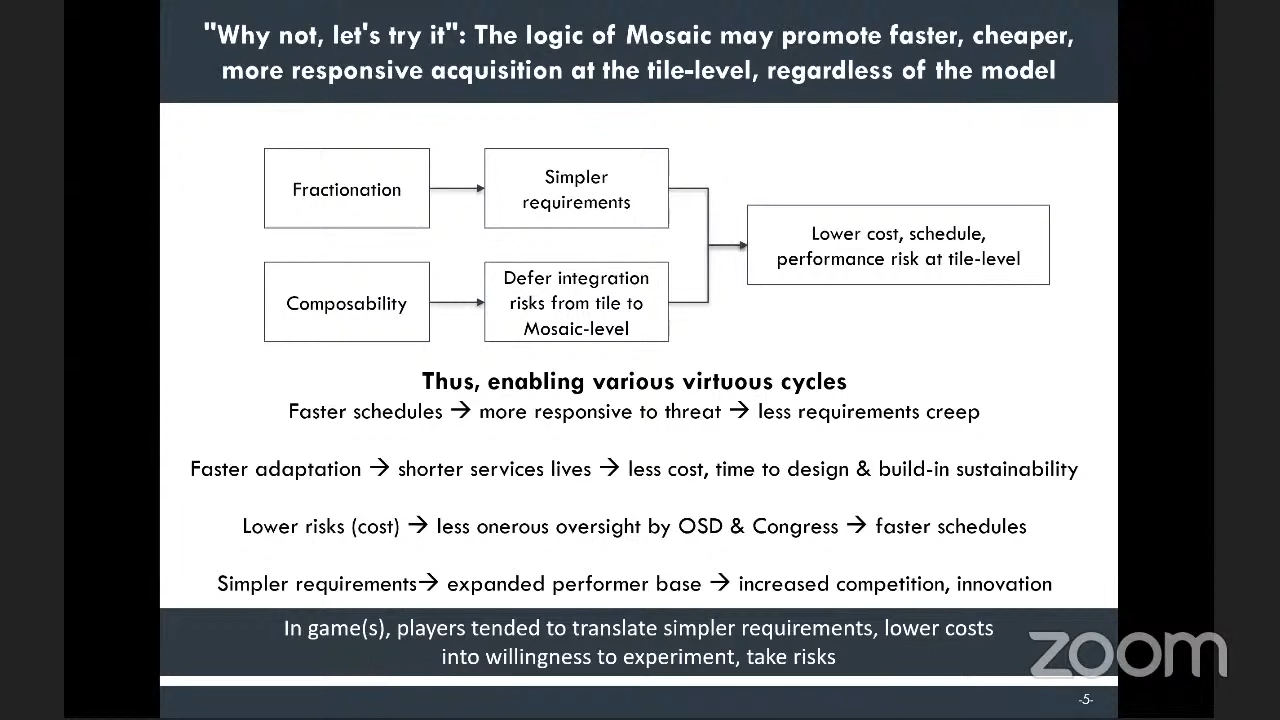 "Why not, let's try it": The logic of Mosaic may promote faster, cheaper,
more responsive acquisition at the tile-level, regardless of the model
Fractionation
Simpler
requirements
Composability
Defer integration
risks from tile to
Mosaic-level
Lower cost, schedule,
performance risk at tile-level
Thus, enabling various virtuous cycles
Faster schedules → more responsive to threat → less requirements creep
Faster adaptation → shorter services lives → less cost, time to design & build-in sustainability
Lower risks (cost) → less onerous oversight by OSD & Congress → faster schedules
Simpler requirements→ expanded performer base → increased competition, innovation
In game(s), players tended to translate simpler requirements, lower costs
into willingness to experiment, take risks
zoom
-5-